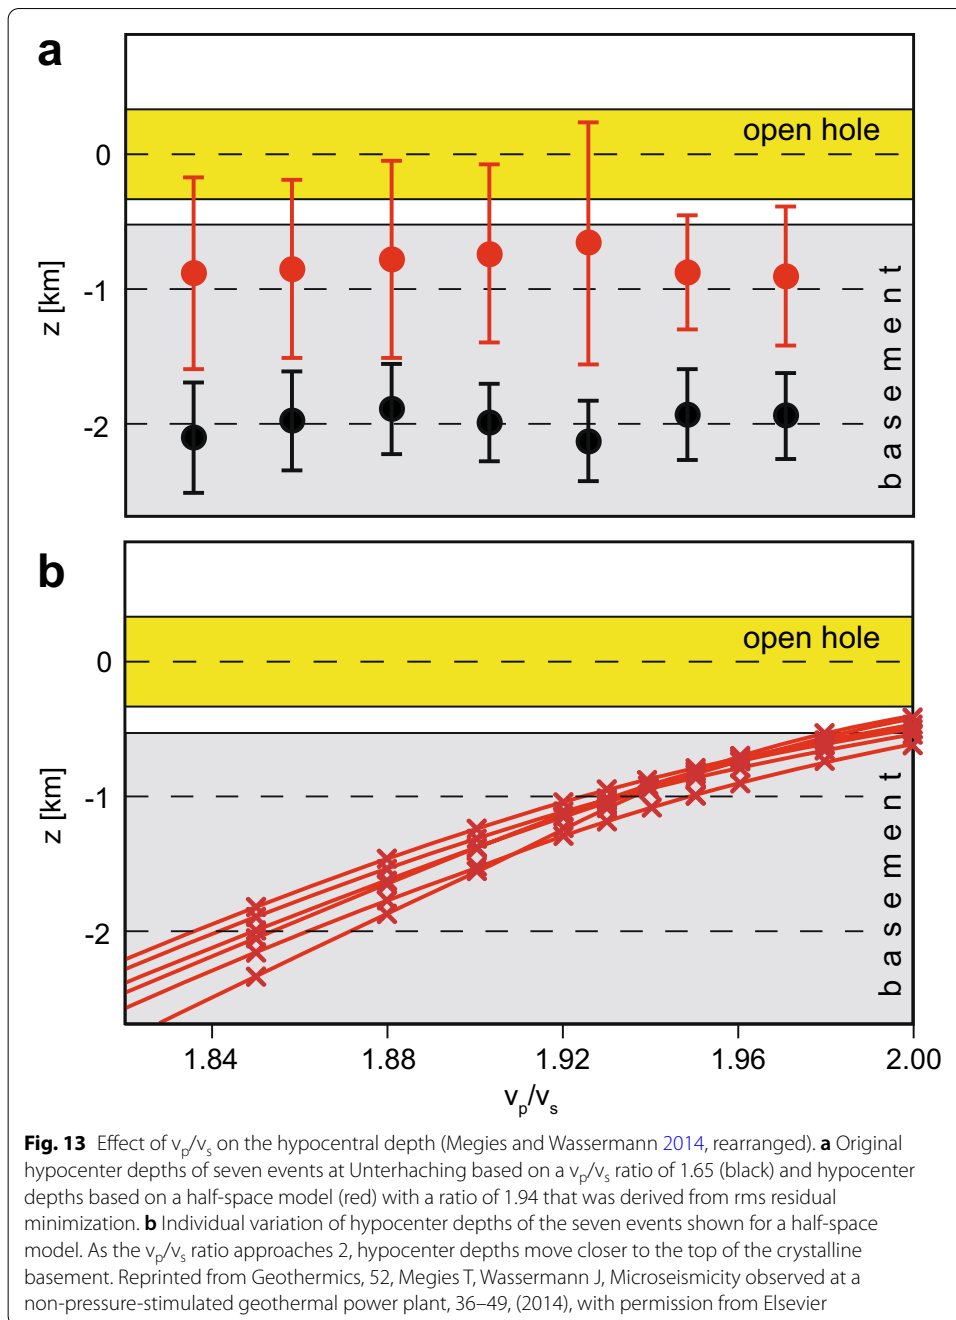 a
open hole
0
-1
-2
z [km]
basement
b
open hole
0
-1
-2
z [km]
basement
1.84 1.88 1.92 1.96 2.00
vp/vs
Fig. 13 Effect of vp/vs on the hypocentral depth (Megies and Wassermann 2014, rearranged). a Original
hypocenter depths of seven events at Unterhaching based on a vp/vs ratio of 1.65 (black) and hypocenter
depths based on a half-space model (red) with a ratio of 1.94 that was derived from rms residual
minimization. b Individual variation of hypocenter depths of the seven events shown for a half-space
model. As the vp/vs ratio approaches 2, hypocenter depths move closer to the top of the crystalline
basement. Reprinted from Geothermics, 52, Megies T, Wassermann J, Microseismicity observed at a
non-pressure-stimulated geothermal power plant, 36–49, (2014), with permission from Elsevier